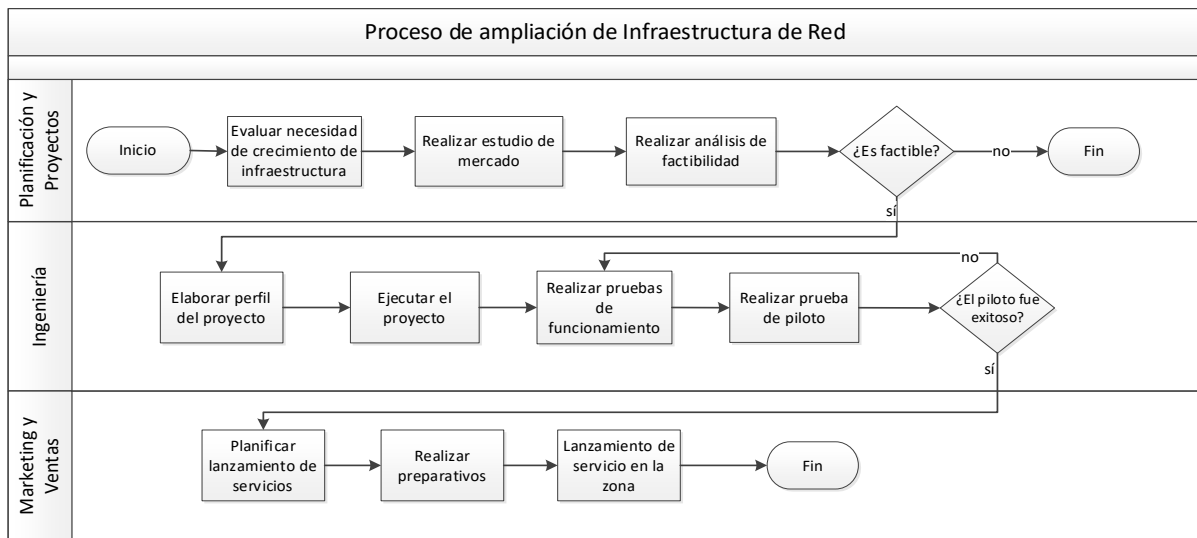 Proceso de ampliación de Infraestructura de Red
Planificación y
Proyectos
Inicio
Evaluar necesidad
de crecimiento de
infraestructura
Realizar estudio de
mercado
Realizar análisis de
factibilidad
¿Es factible?
no
Fin
sí
Ingeniería
Elaborar perfil
del proyecto
Ejecutar el
proyecto
Realizar pruebas
de
funcionamiento
Realizar prueba
de piloto
¿El piloto fue
exitoso?
no
sí
Marketing y
Ventas
Planificar
lanzamiento de
servicios
Realizar
preparativos
Lanzamiento de
servicio en la
zona
Fin